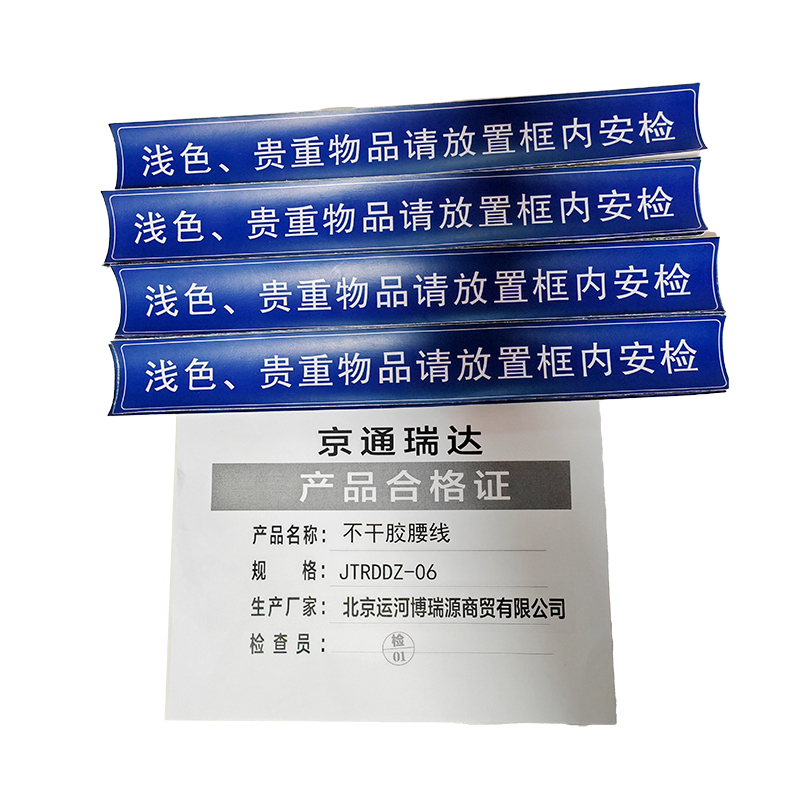 浅色、贵重物品请放置框内安检
浅色、贵重物品请放置框内安检
浅色、贵重物品请放置框内安检
浅色、贵重物品请放置框内安检
京通瑞达
产品合格证
产品名称：不干胶腰线
规 格：JTRDDZ-06
生产厂家：北京运河博瑞源商贸有限公司
检查员：
检
01